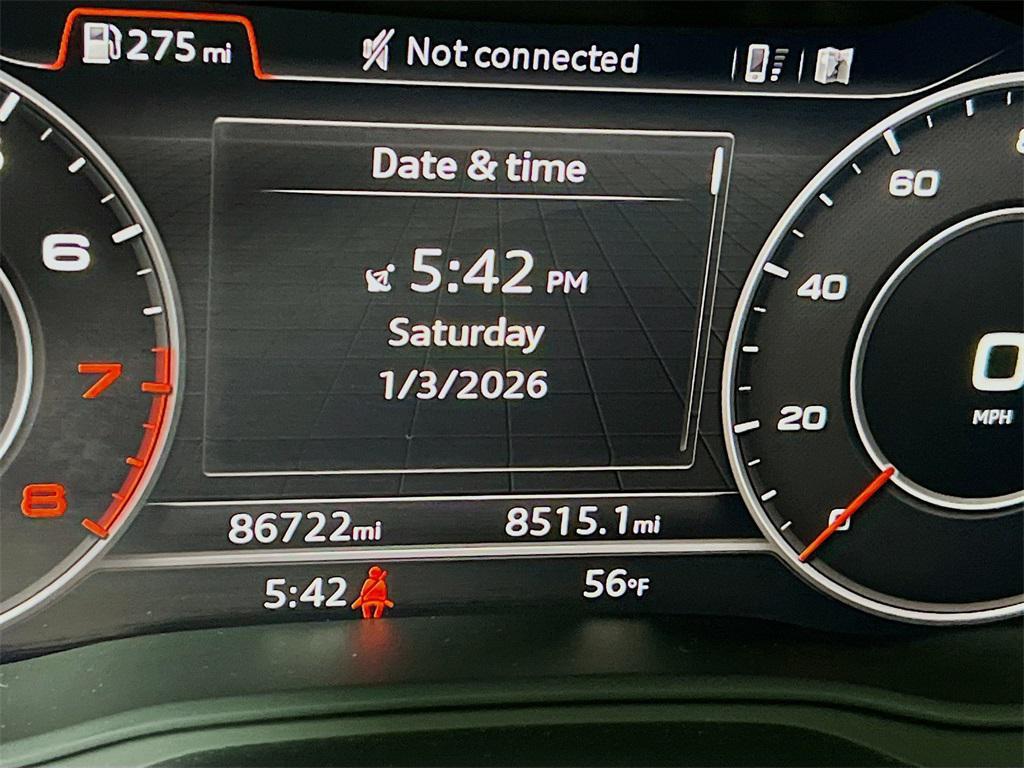 275 mi
Not connected
Date & time
5:42 PM
Saturday
1/3/2026
6
7
8
60
40
20
0
0
MPH
86722mi
8515.1mi
5:42
56°F